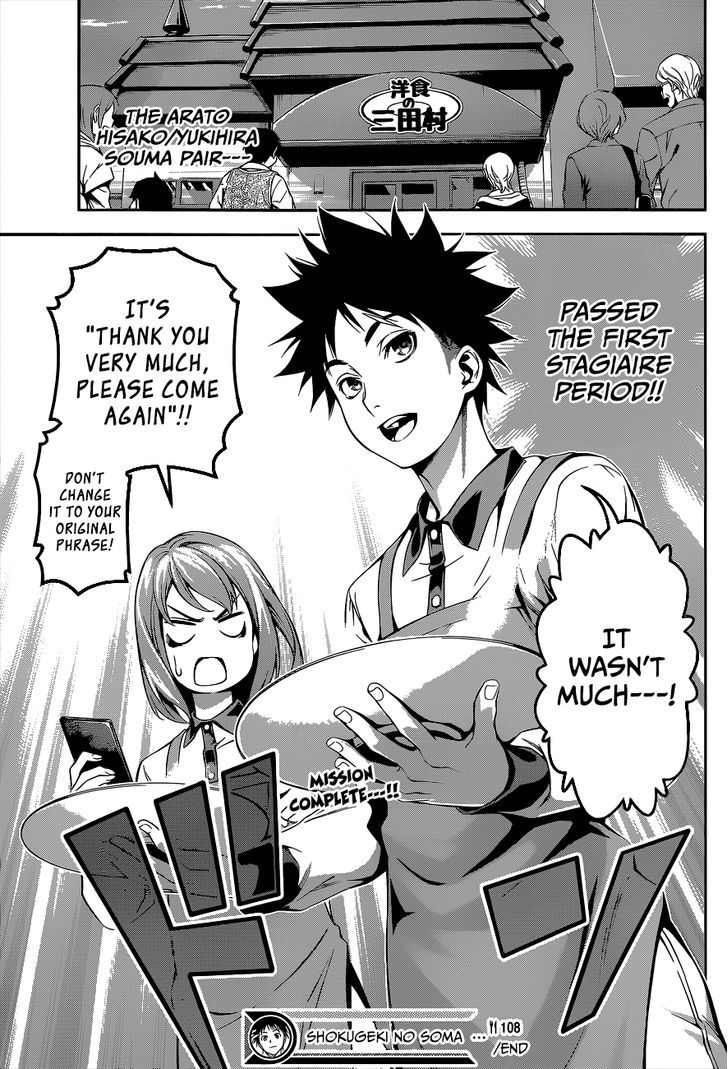 洋食
の
三田村
THE ARATO
HISAKO/YUKIHIRA
SOUMA PAIR---
PASSED
THE FIRST
STAGIAIRE
PERIOD!!
IT'S
"THANK YOU
VERY MUCH,
PLEASE COME
AGAIN"!!
DON'T
CHANGE
IT TO YOUR
ORIGINAL
PHRASE!
IT
WASN'T
MUCH---!
MISSION
COMPLETE---!!
ドン
SHOKUGEKI NO SOMA ... 108
/END